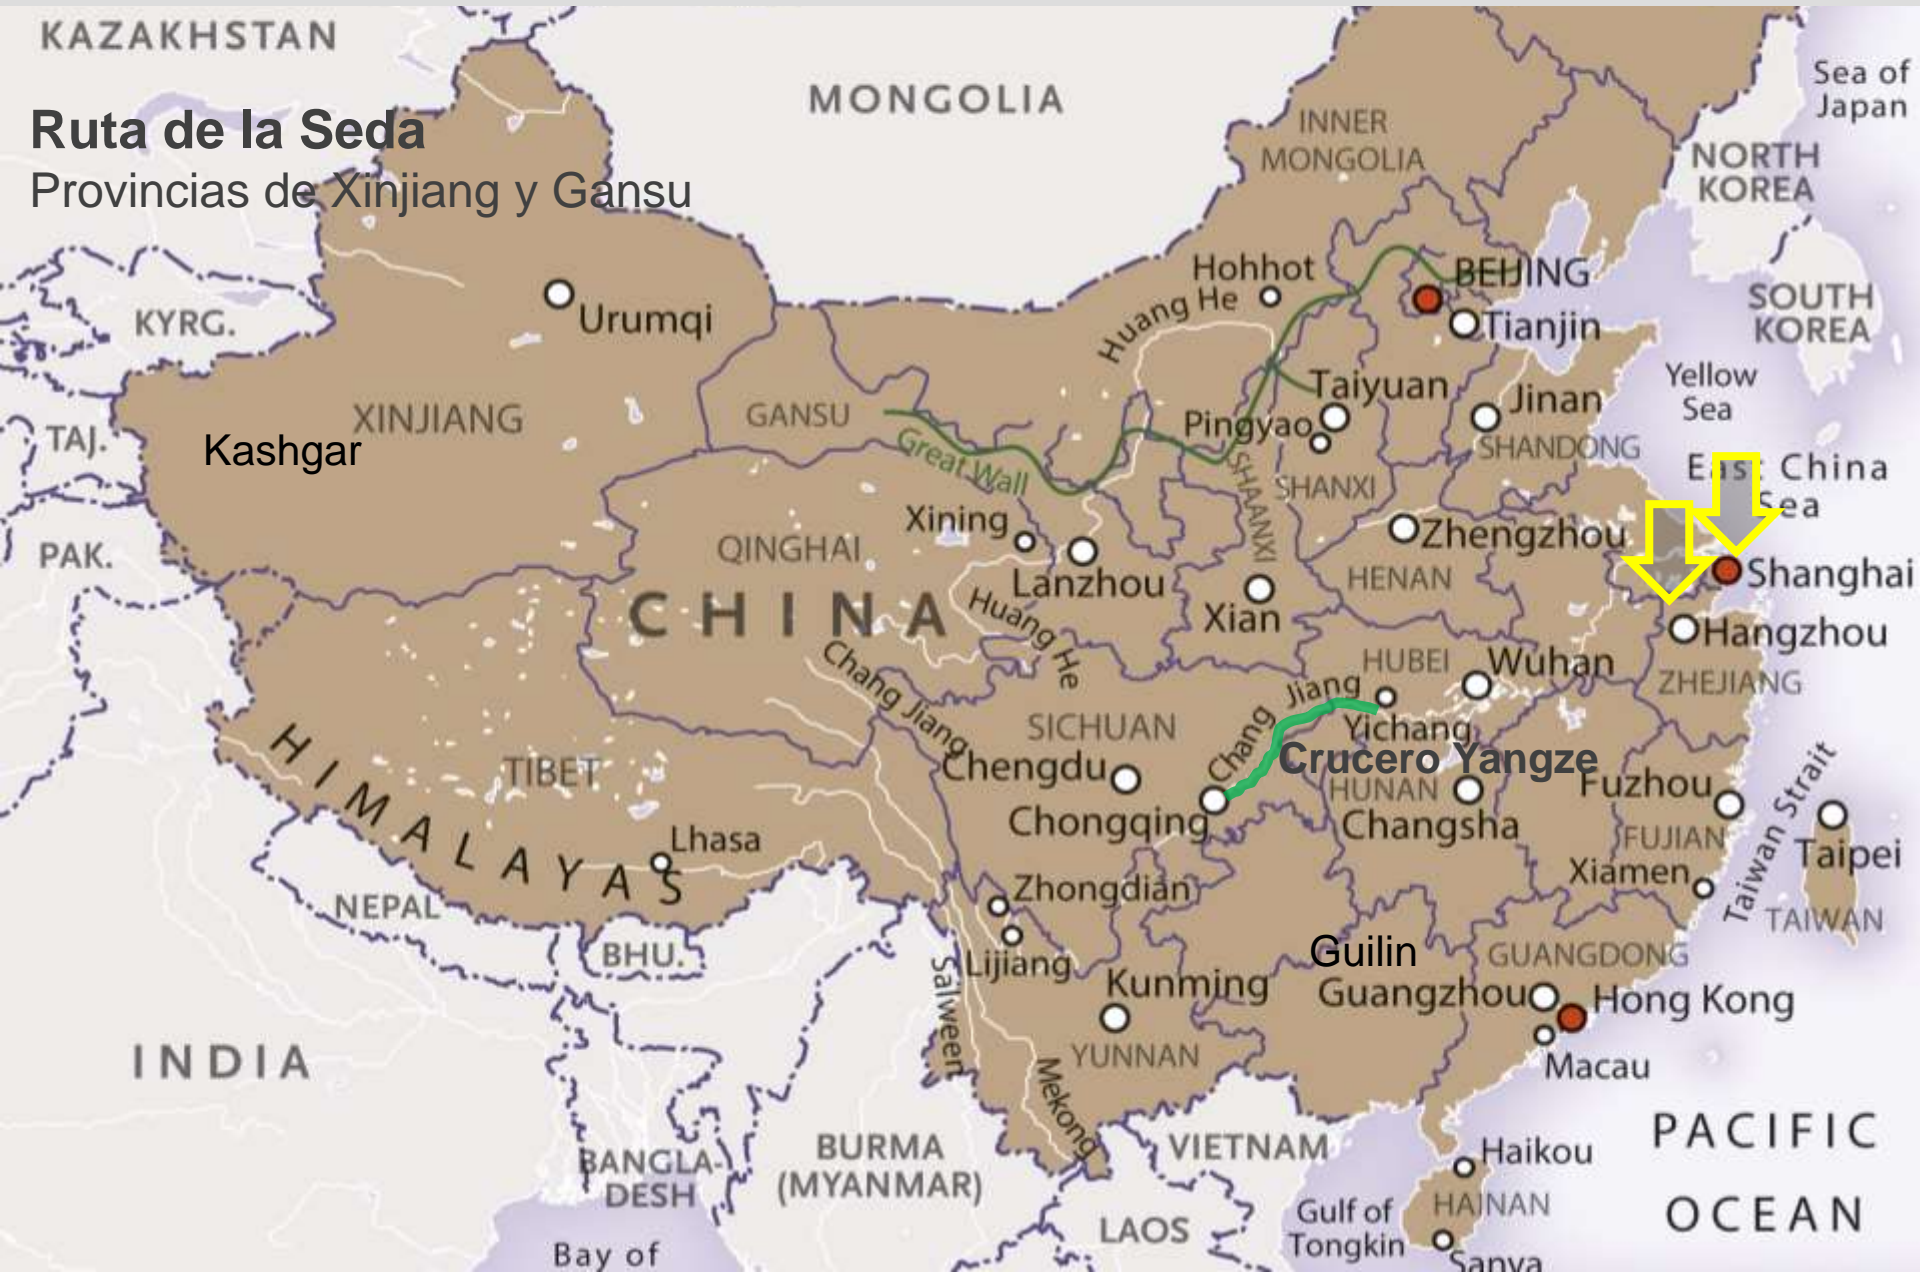 KAZAKHSTAN
MONGOLIA
Sea of
Japan
Ruta de la Seda
Provincias de Xinjiang y Gansu
INNER
MONGOLIA
NORTH
KOREA
Hohhot
BEIJING
Huang He
SOUTH
KOREA
KYRG.
Urumqi
Tianjin
Yellow
Sea
Taiyuan
Jinan
XINJIANG
GANSU
Pingyao
TAJ.
Kashgar
Great Wall
SHANDONG
East China
Sea
SHAANXI
SHANXI
Xining
Zhengzhou
PAK.
QINGHAI
Lanzhou
HENAN
Shanghai
CHINA
Huang He
Xian
Hangzhou
Chang Jiang
HUBEI
Wuhan
ZHEJIANG
Chang Jiang
SICHUAN
Yichang
HIMALAYAS
TIBET
Chengdu
Crucero Yangze
HUNAN
Fuzhou
Taiwan Strait
Chongqing
Changsha
Lhasa
FUJIAN
Taipei
Xiamen
Zhongdian
NEPAL
TAIWAN
BHU.
Lijiang
Guilin
GUANGDONG
Salween
Kunming
Guangzhou
Hong Kong
INDIA
YUNNAN
Macau
Mekong
PACIFIC
OCEAN
BANGLA-
DESH
BURMA
(MYANMAR)
VIETNAM
Haikou
HAINAN
LAOS
Gulf of
Tongkin
Bay of
Sanya